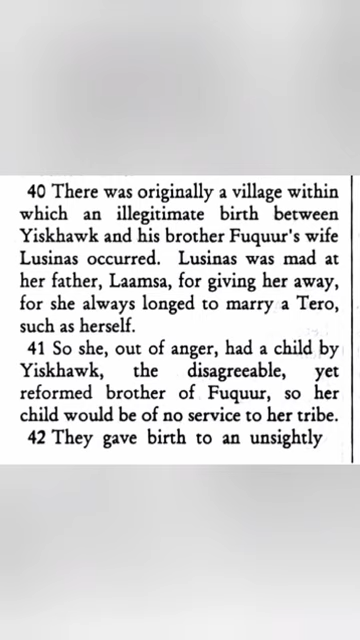 40 There was originally a village within
which an illegitimate birth between
Yiskhawk and his brother Fuquur's wife
Lusinas occurred. Lusinas was mad at
her father, Laamsa, for giving her away,
for she always longed to marry a Tero,
such as herself.
41 So she, out of anger, had a child by
Yiskhawk, the disagreeable, yet
reformed brother of Fuquur, so her
child would be of no service to her tribe.
42 They gave birth to an unsightly